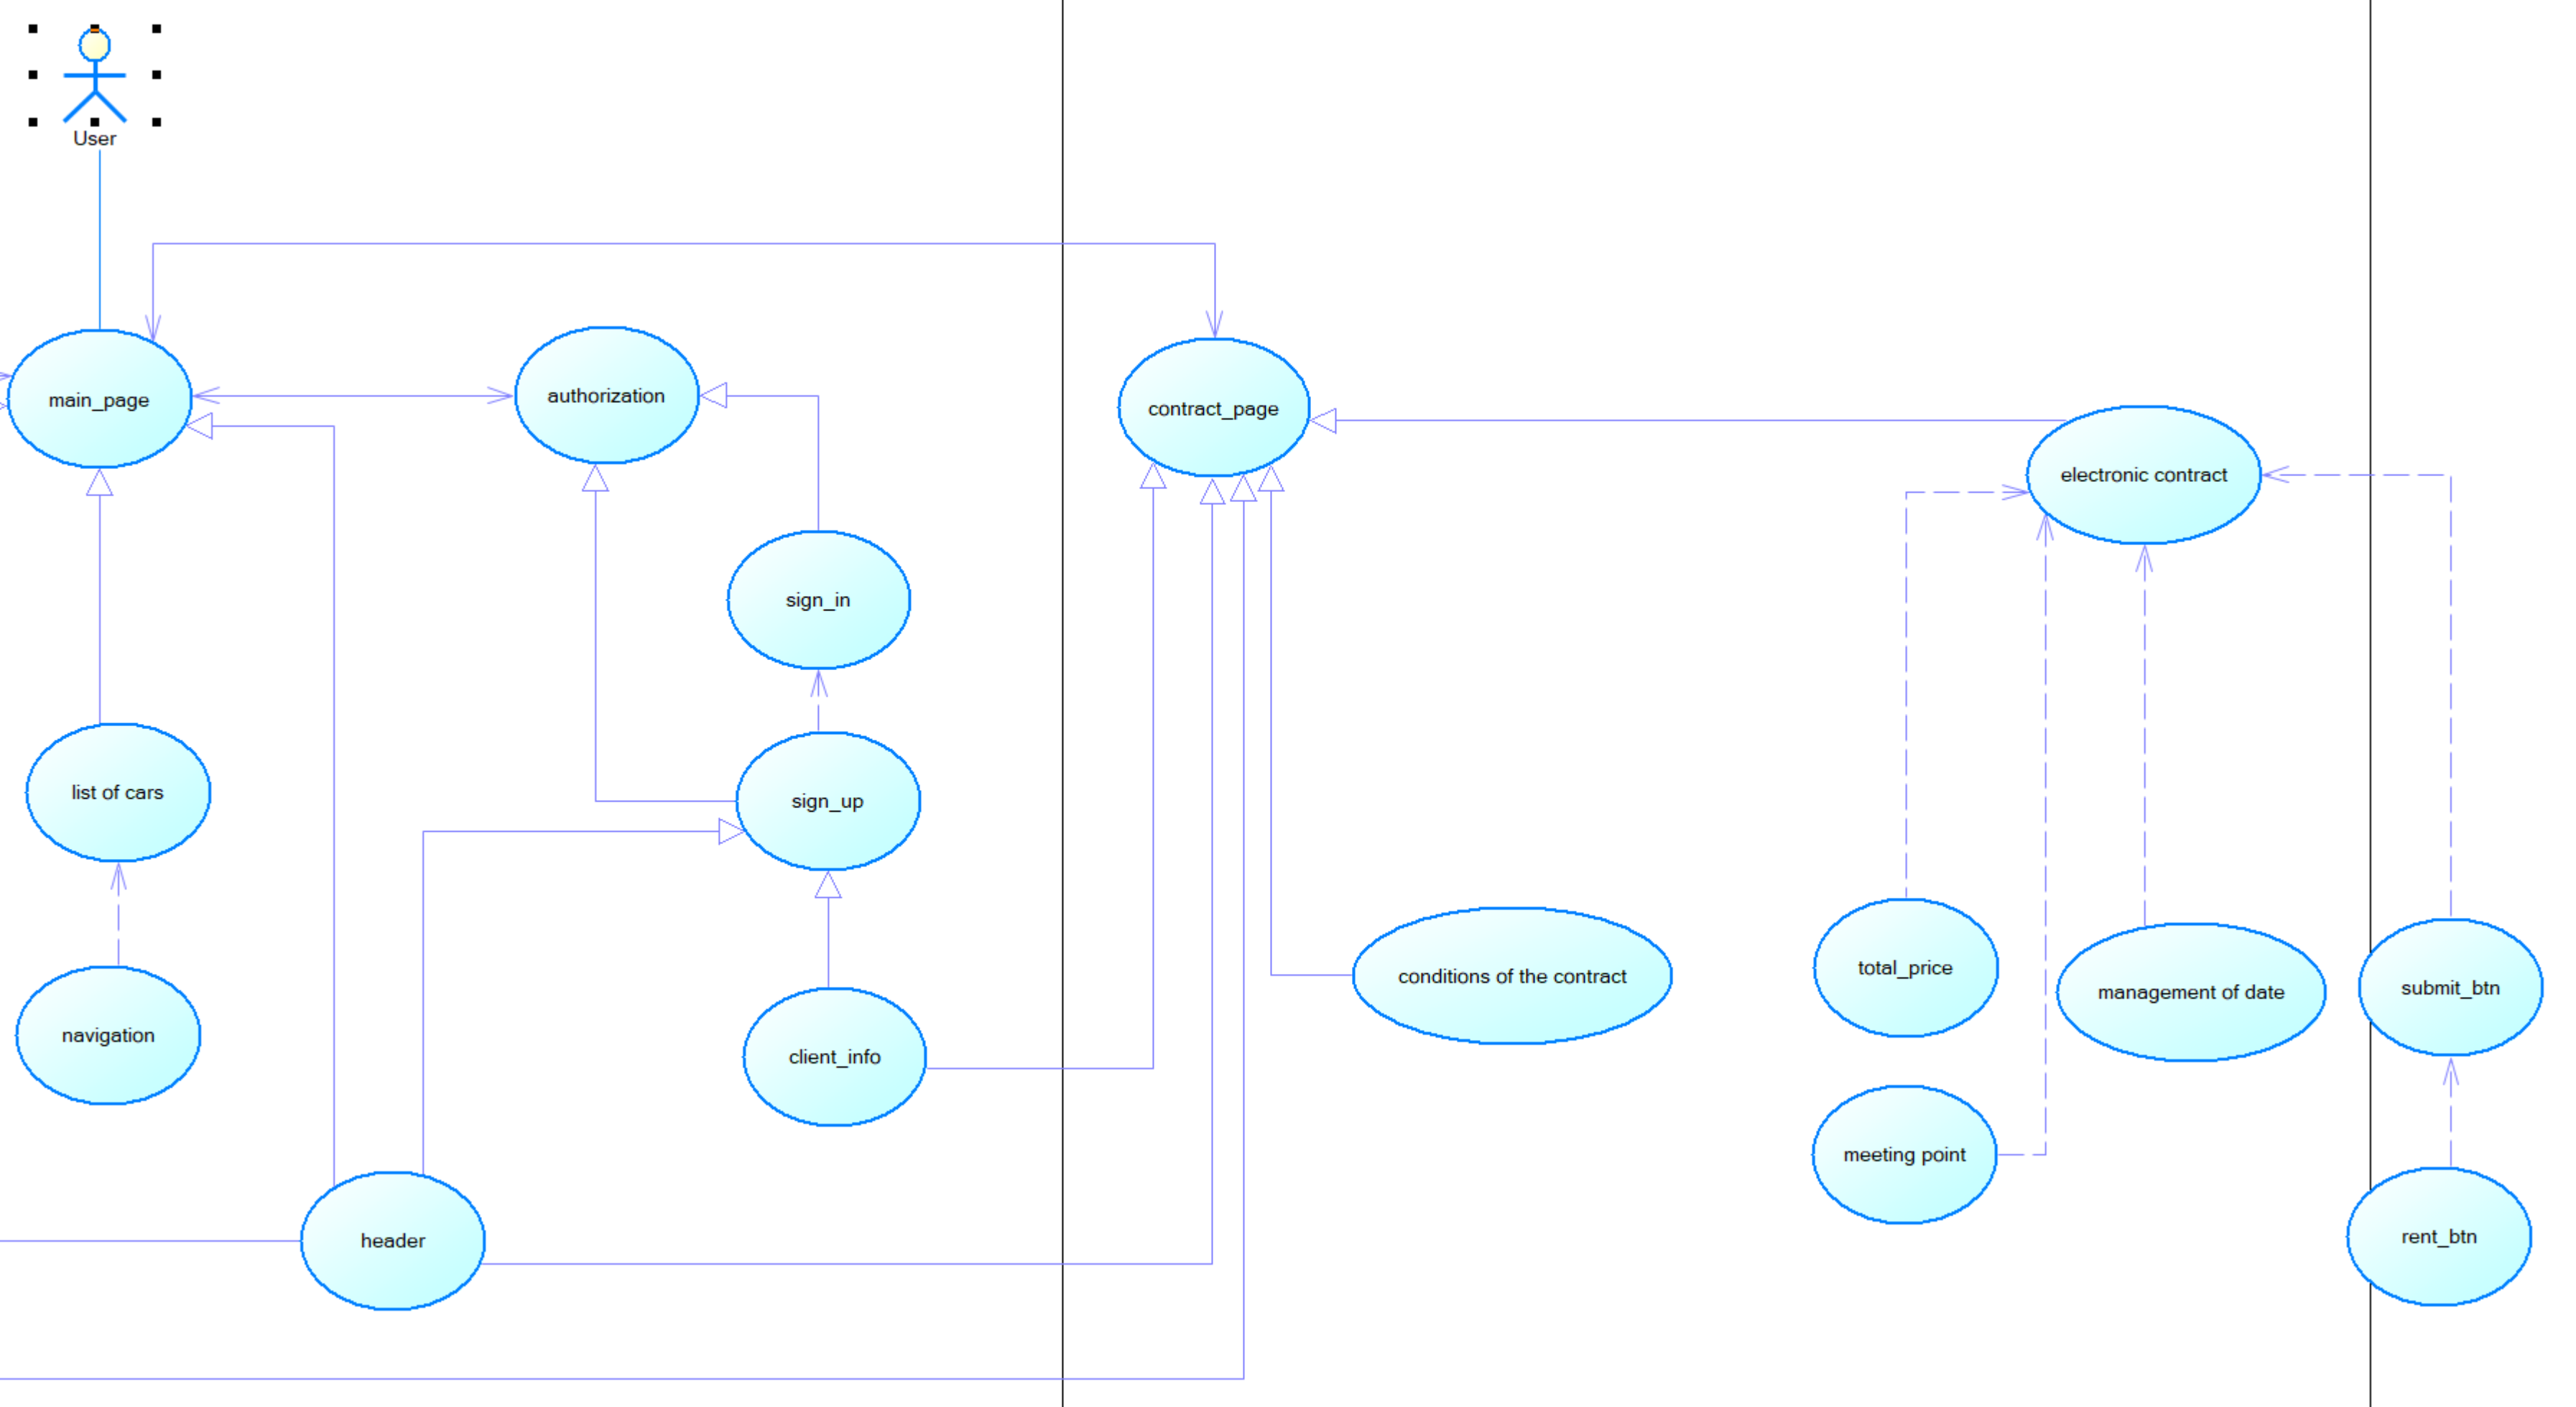 User
main_page
authorization
contract_page
electronic contract
sign_in
list of cars
sign_up
navigation
client_info
conditions of the contract
total_price
management of date
submit_btn
meeting point
header
rent_btn